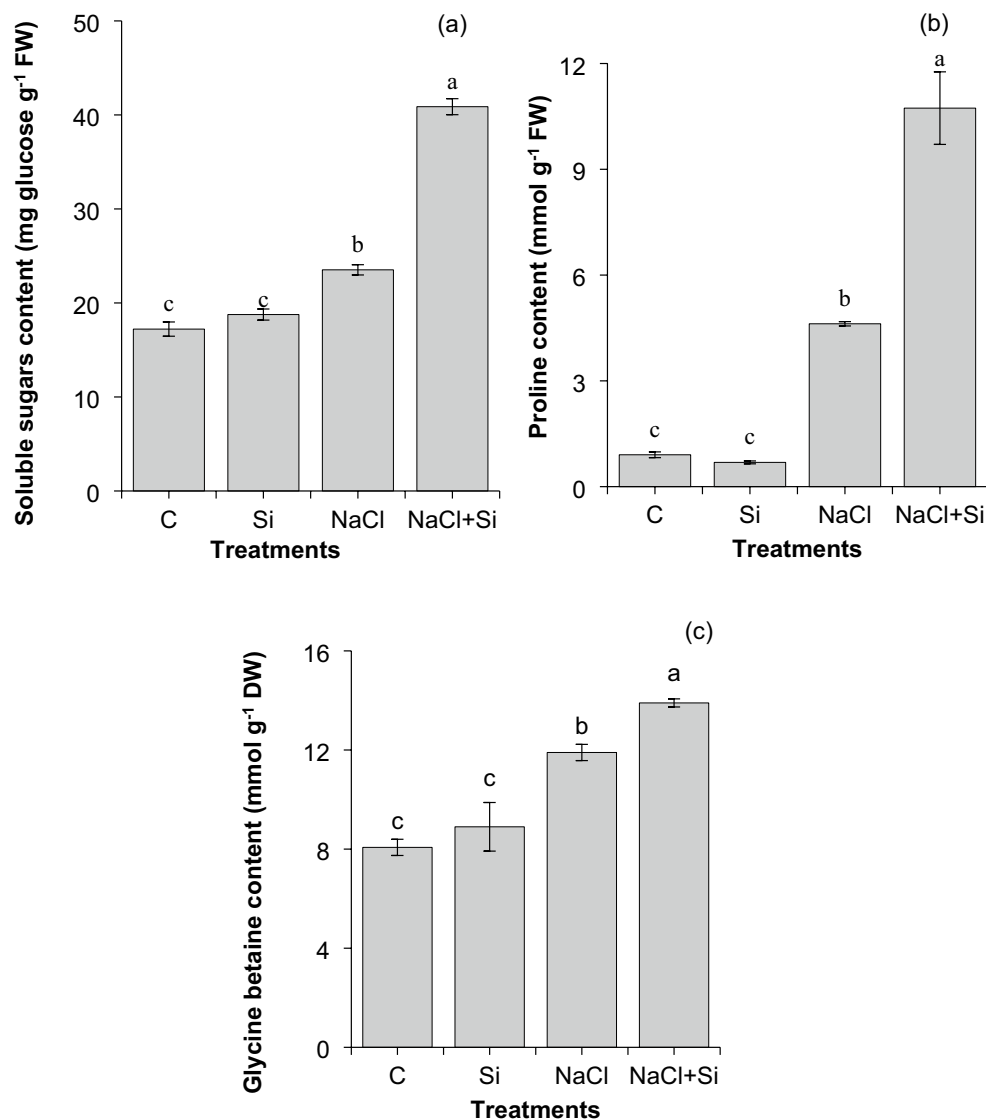 (a)
Soluble sugars content (mg glucose g-1 FW)
50
40
30
20
10
0
c
c
b
a
C Si NaCl NaCl+Si
Treatments
(b)
Proline content (mmol g-1 FW)
12
9
6
3
0
c
c
b
a
C Si NaCl NaCl+Si
Treatments
(c)
Glycine betaine content (mmol g-1 DW)
16
12
8
4
0
c
c
b
a
C Si NaCl NaCl+Si
Treatments